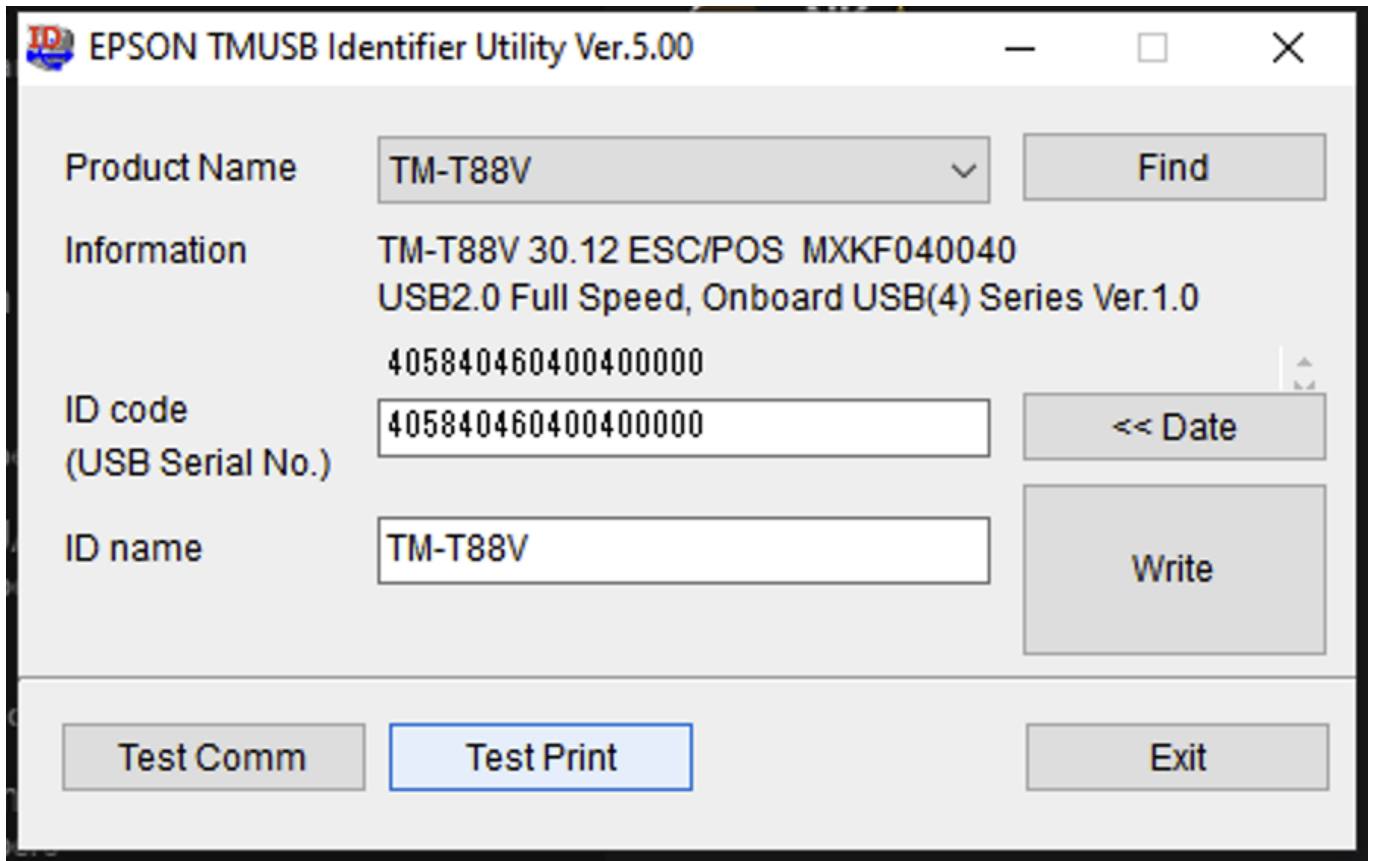 EPSON TMUSB Identifier Utility Ver.5.00
Product Name
TM-T88V
Find
Information
TM-T88V 30.12 ESC/POS MXKF040040
USB2.0 Full Speed, Onboard USB(4) Series Ver.1.0
405840460400400000
ID code
(USB Serial No.)
405840460400400000
<< Date
ID name
TM-T88V
Write
Test Comm
Test Print
Exit